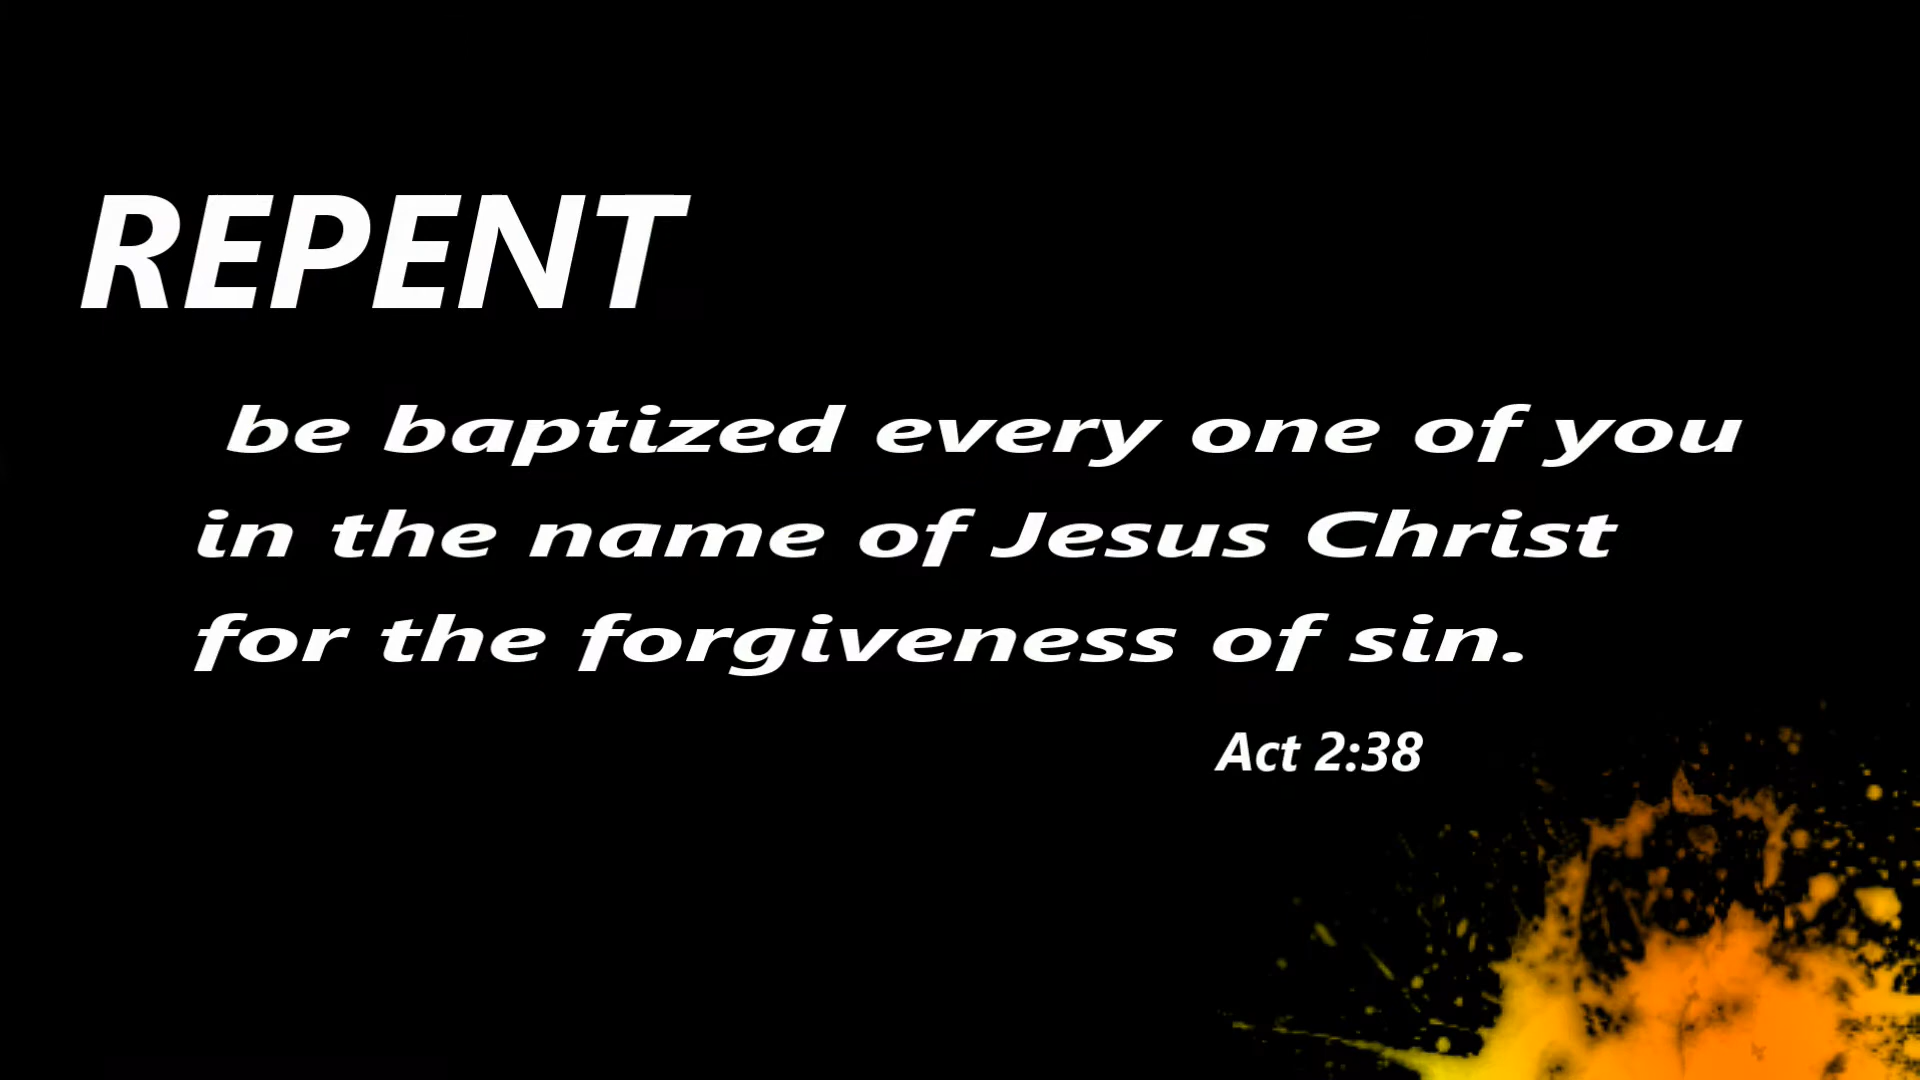 REPENT
be baptized every one of you
in the name of Jesus Christ
for the forgiveness of sin.
Act 2:38